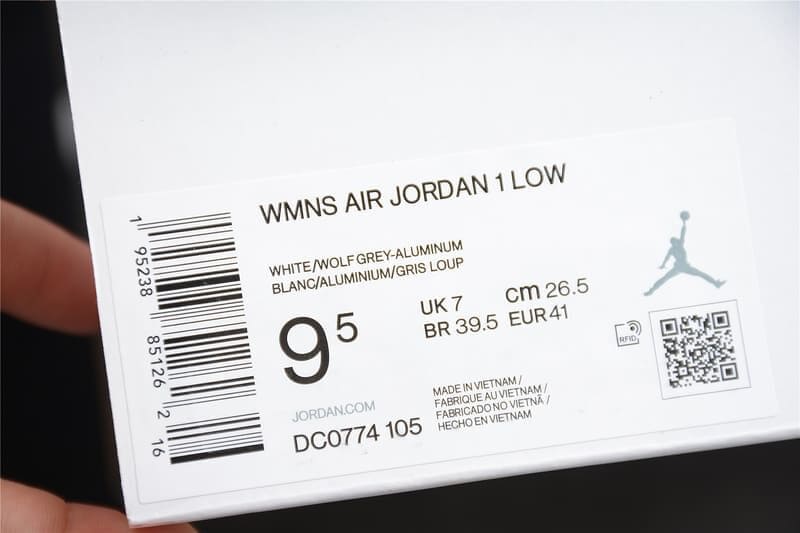 WMNS AIR JORDAN 1 LOW
WHITE/WOLF GREY-ALUMINUM
BLANC/ALUMINIUM/GRIS LOUP
9 5
UK 7 cm 26.5
BR 39.5 EUR 41
RFID
JORDAN.COM
DC0774 105
MADE IN VIETNAM /
FABRIQUE AU VIETNAM /
FABRICADO NO VIETNÃ /
HECHO EN VIETNAM
1 95238 85126 2 16